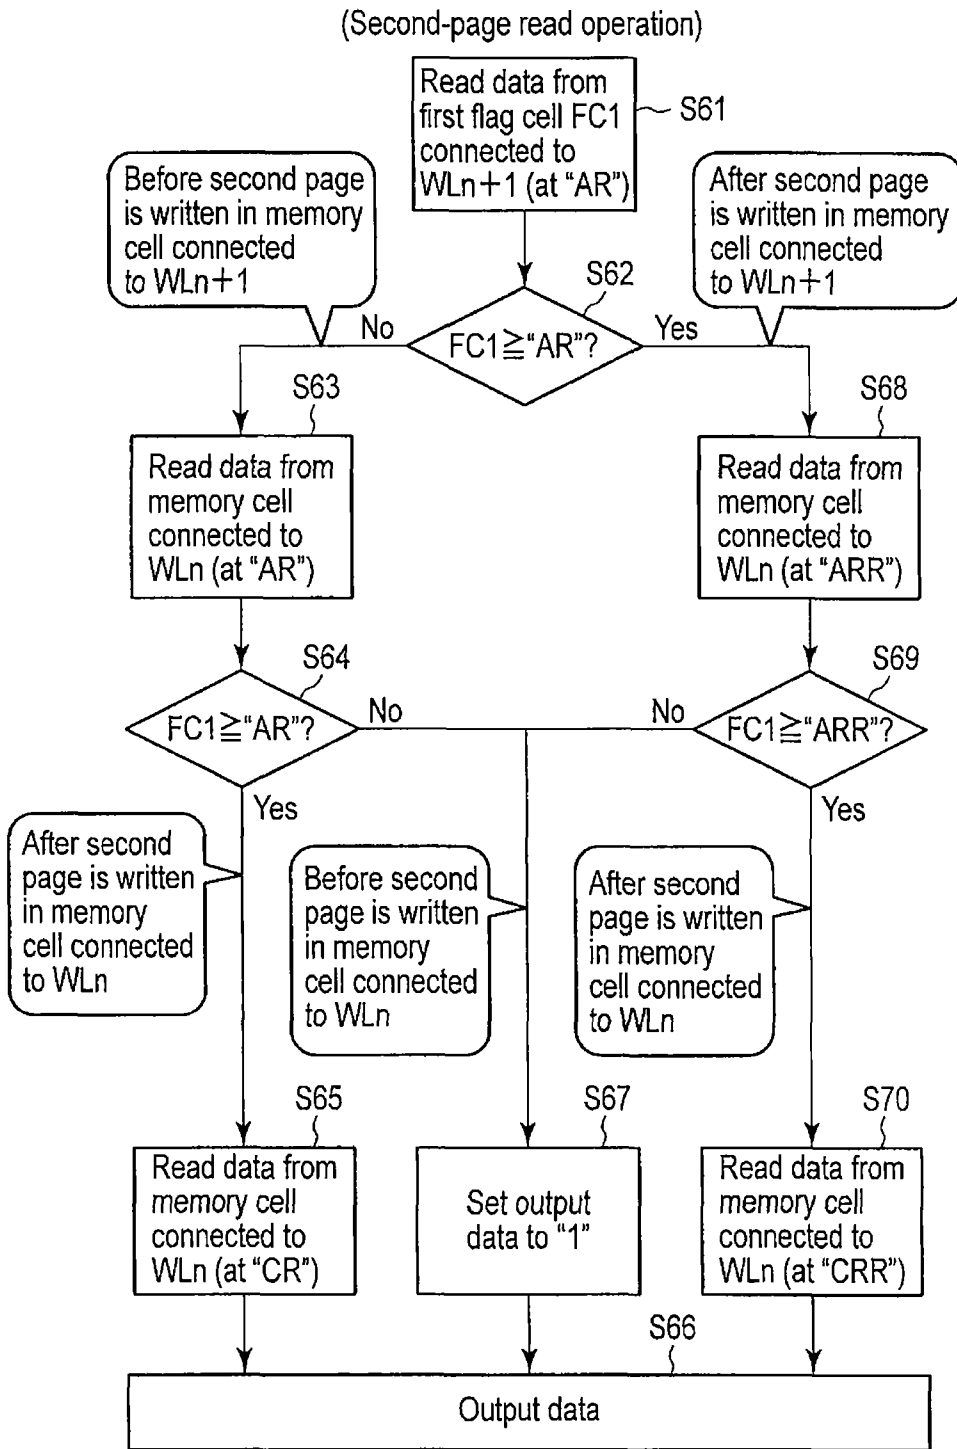 (Second-page read operation)
Read data from
first flag cell FC1
connected to
WLn+1 (at “AR”)
S61
Before second page
is written in memory
cell connected
to WLn+1
After second page
is written in memory
cell connected
to WLn+1
S62
No
FC1≧“AR”?
Yes
S63
Read data from
memory cell
connected to
WLn (at “AR”)
S68
Read data from
memory cell
connected to
WLn (at “ARR”)
S64
FC1≧“AR”?
No
Yes
S69
No
FC1≧“ARR”?
Yes
After second
page is written
in memory
cell connected
to WLn
Before second
page is written
in memory
cell connected
to WLn
After second
page is written
in memory
cell connected
to WLn
S65
Read data from
memory cell
connected to
WLn (at “CR”)
S67
Set output
data to “1”
S70
Read data from
memory cell
connected to
WLn (at “CRR”)
S66
Output data